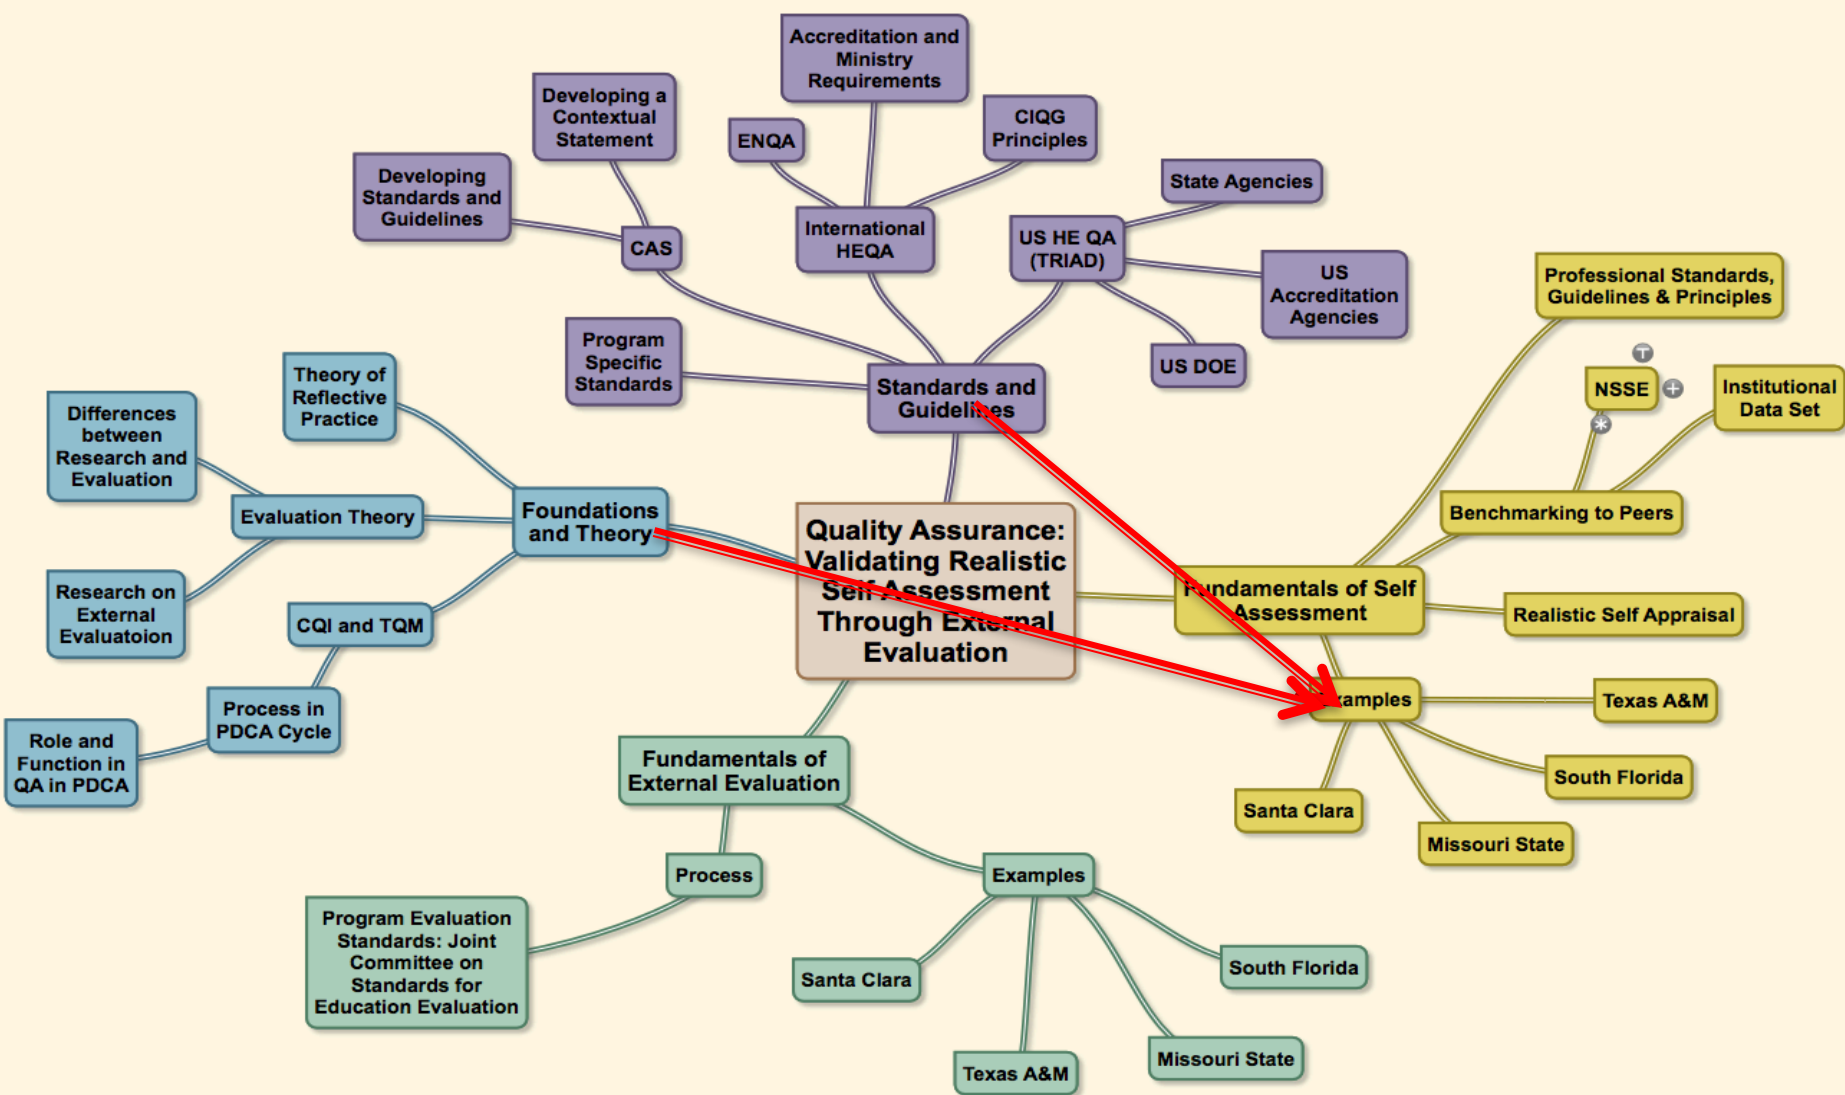 Accreditation and
Ministry
Requirements
Developing a
Contextual
Statement
ENQA
CIQG
Principles
Developing
Standards and
Guidelines
State Agencies
CAS
International
HEQA
US HE QA
(TRIAD)
US
Accreditation
Agencies
Program
Specific
Standards
US DOE
Standards and
Guidelines
Professional Standards,
Guidelines & Principles
T
NSSE
+
*
Institutional
Data Set
Benchmarking to Peers
Theory of
Reflective
Practice
Differences
between
Research and
Evaluation
Evaluation Theory
Foundations
and Theory
Research on
External
Evaluatoion
CQI and TQM
Process in
PDCA Cycle
Role and
Function in
QA in PDCA
Quality Assurance:
Validating Realistic
Self Assessment
Through External
Evaluation
Fundamentals of Self
Assessment
Realistic Self Appraisal
Examples
Texas A&M
South Florida
Santa Clara
Missouri State
Fundamentals of
External Evaluation
Process
Program Evaluation
Standards: Joint
Committee on
Standards for
Education Evaluation
Examples
Santa Clara
South Florida
Texas A&M
Missouri State